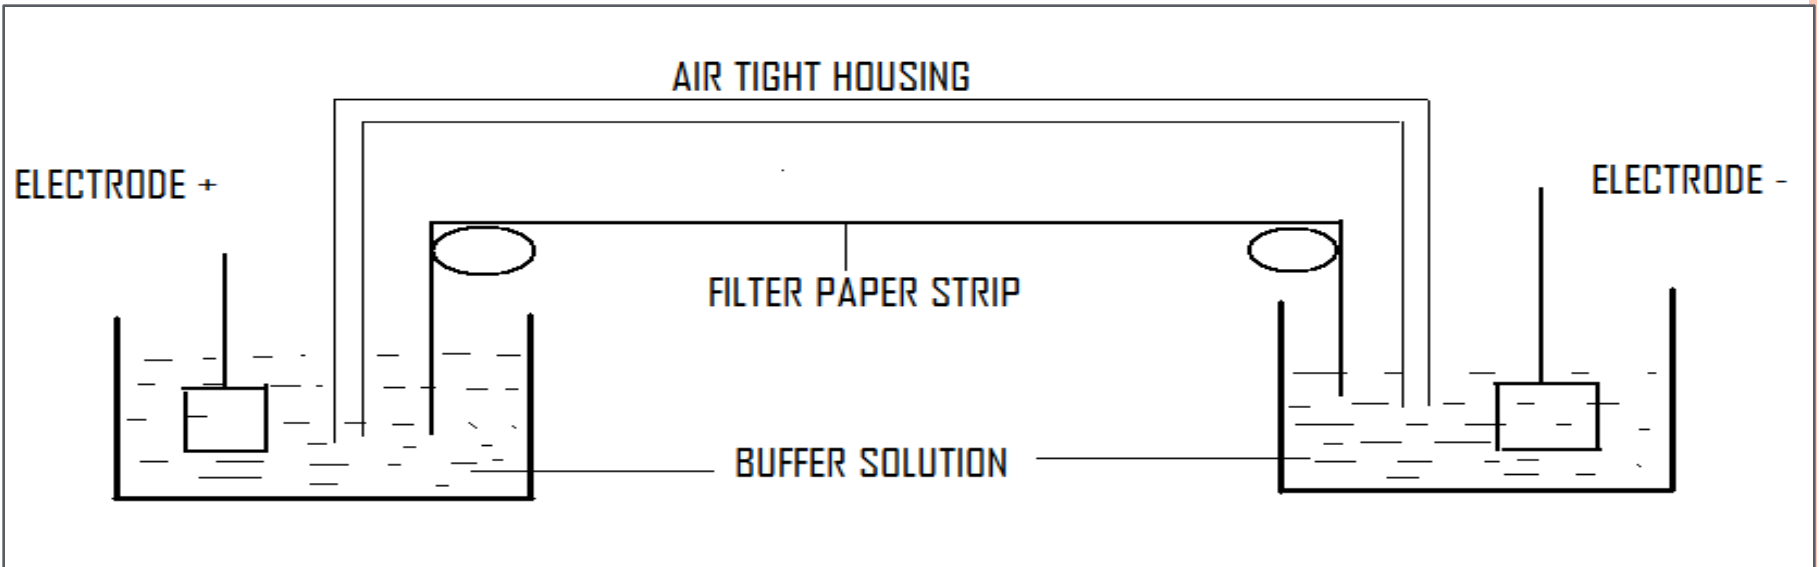 AIR TIGHT HOUSING
ELECTRODE +
ELECTRODE -
FILTER PAPER STRIP
BUFFER SOLUTION